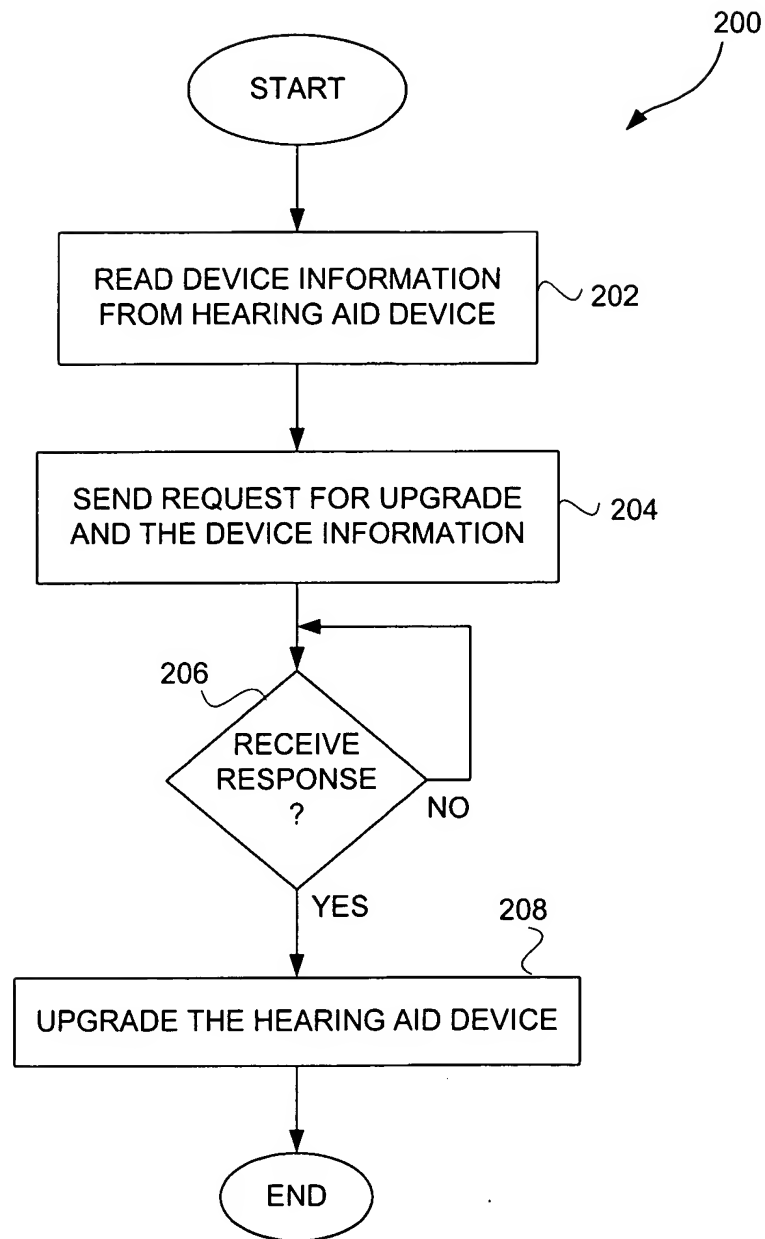 200
START
READ DEVICE INFORMATION
FROM HEARING AID DEVICE
202
SEND REQUEST FOR UPGRADE
AND THE DEVICE INFORMATION
204
206
RECEIVE
RESPONSE
?
NO
YES
208
UPGRADE THE HEARING AID DEVICE
END